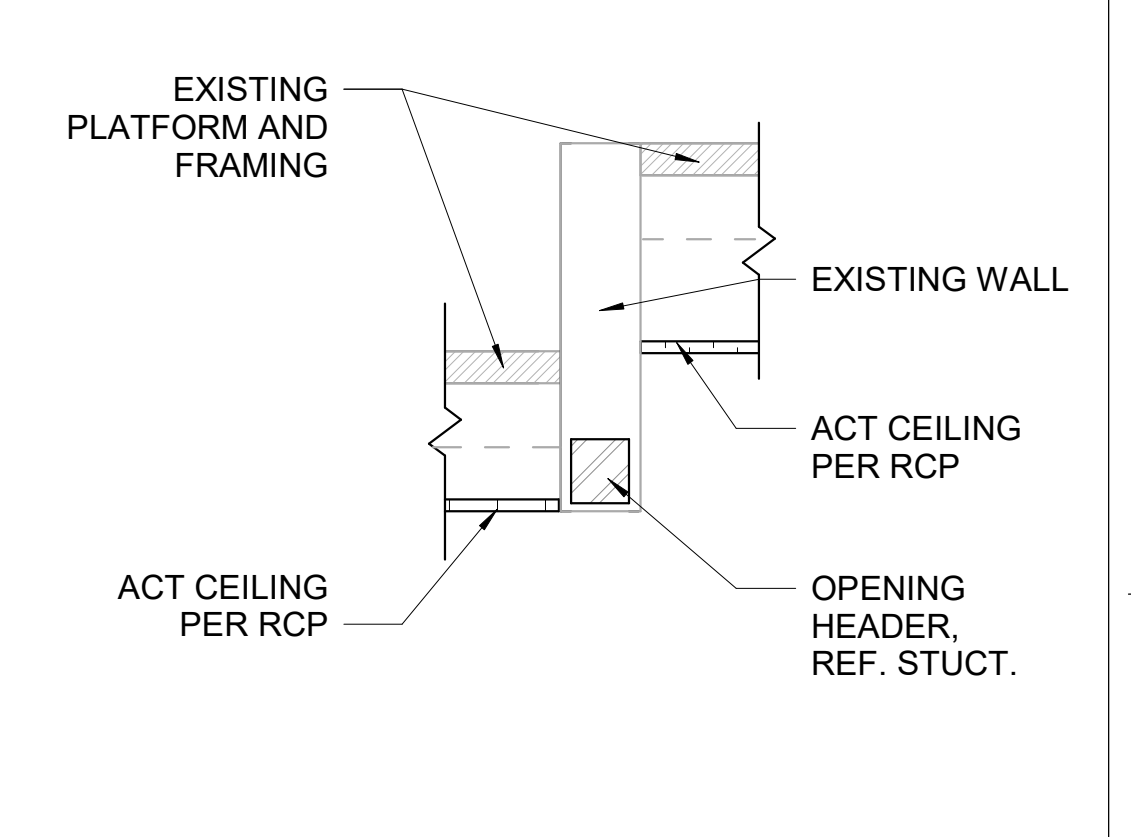 EXISTING
PLATFORM AND
FRAMING
EXISTING WALL
ACT CEILING
PER RCP
ACT CEILING
PER RCP
OPENING
HEADER,
REF. STUCT.